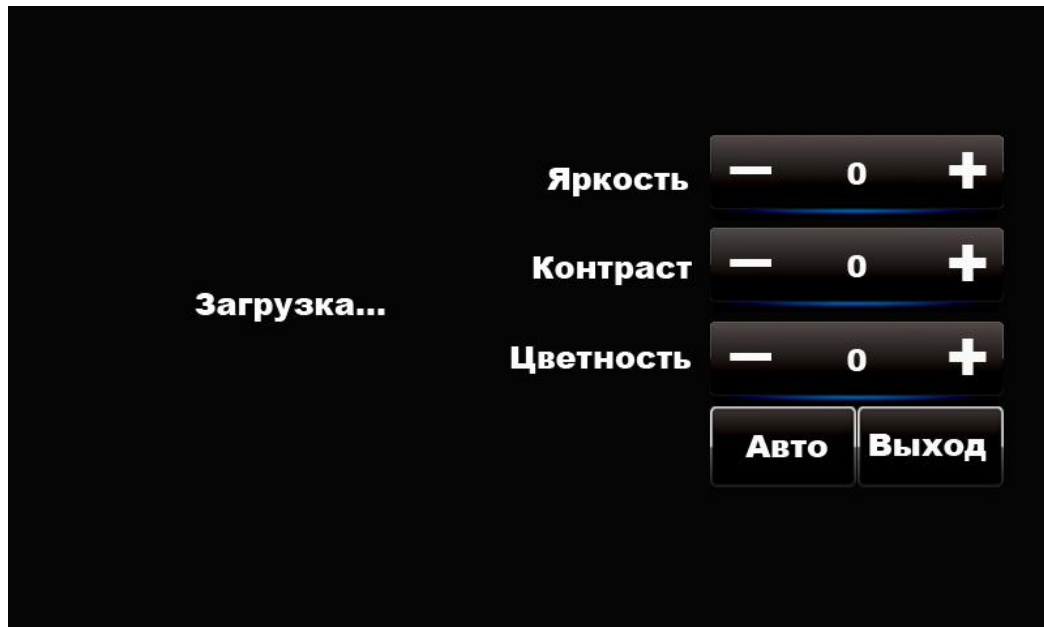 Яркость − 0 +
Контраст − 0 +
Загрузка...
Цветность − 0 +
Авто Выход